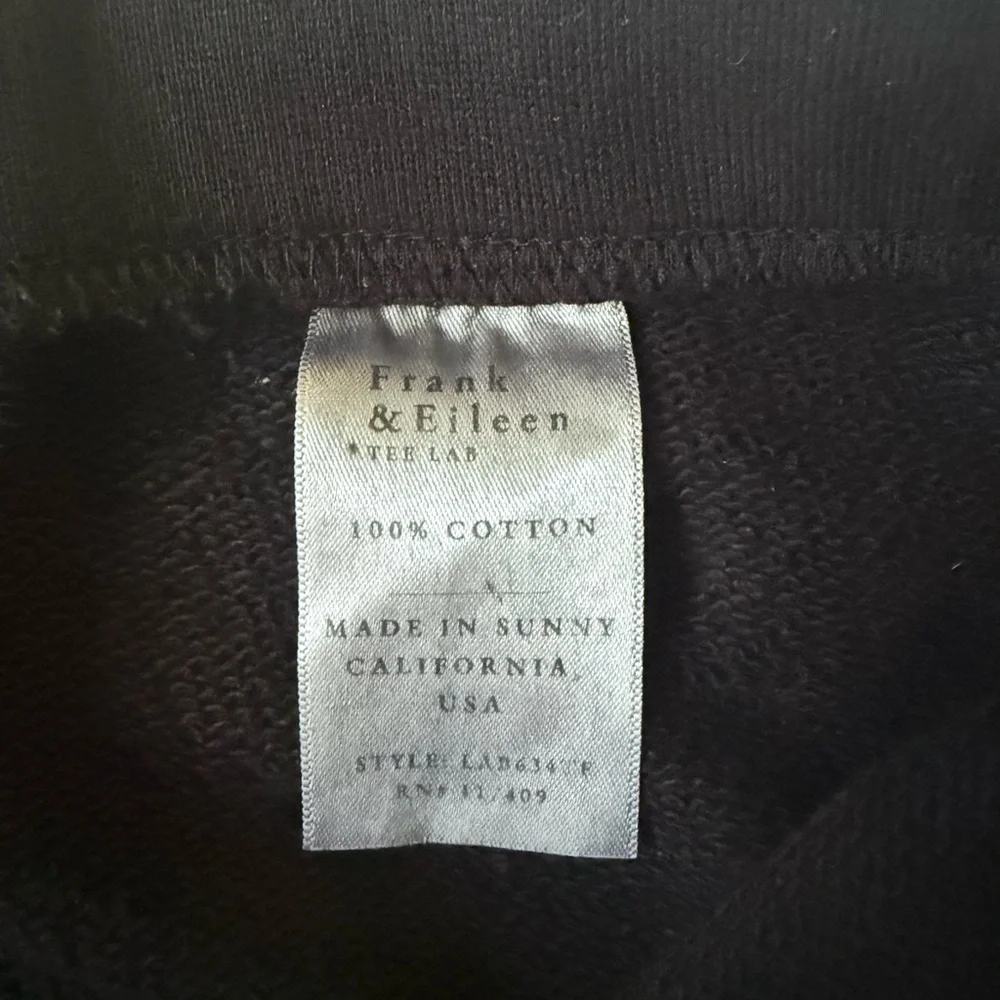 Frank
&Eileen
*TEE LAB
100% COTTON
MADE IN SUNNY
CALIFORNIA,
USA
STYLE:
RN#